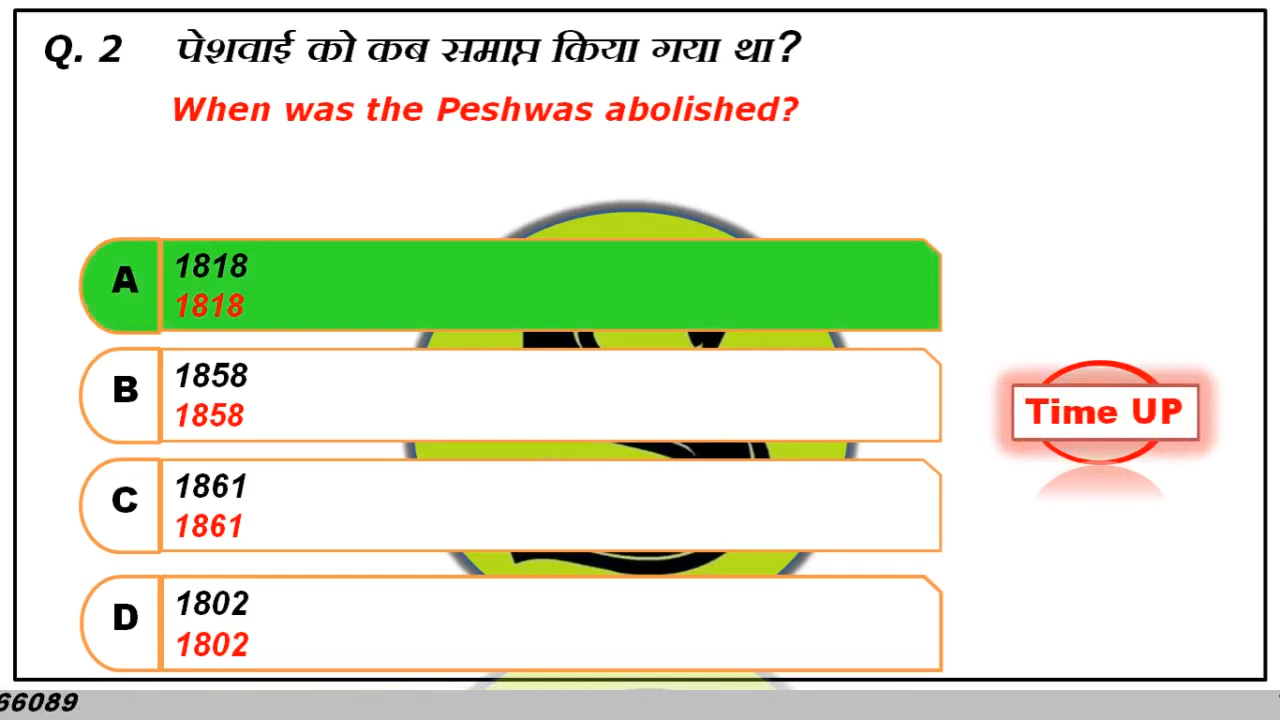 Q. 2 पेशवाई को कब समाप्त किया गया था?
When was the Peshwas abolished?
A 1818
1818
B 1858
1858
Time UP
C 1861
1861
D 1802
1802
66089